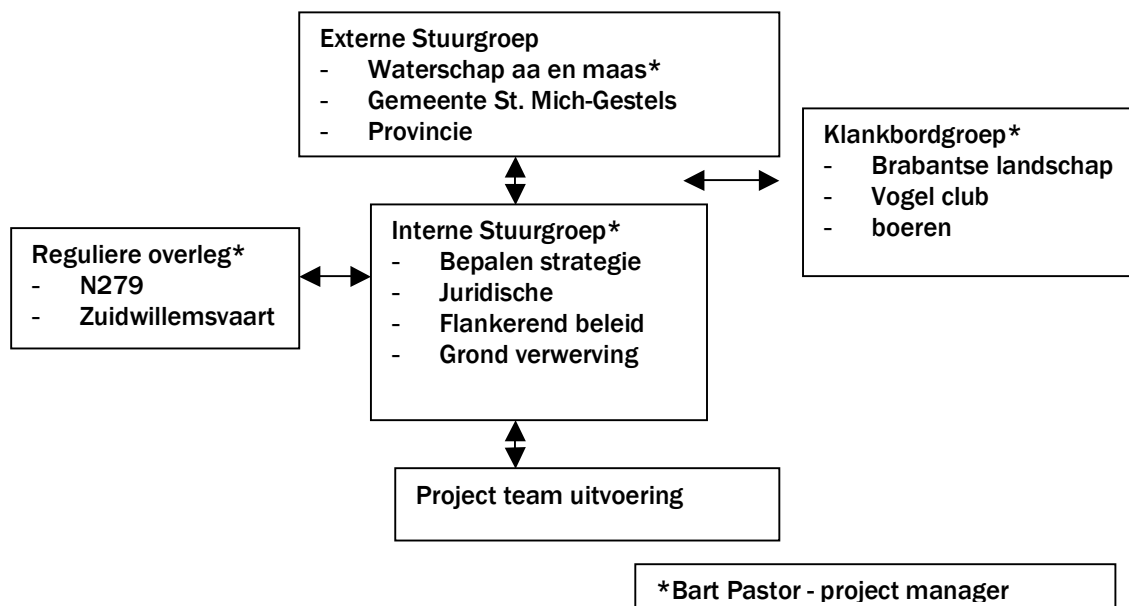 Externe Stuurgroep
- Waterschap aa en maas*
- Gemeente St. Mich-Gestels
- Provincie
Klankbordgroep*
- Brabantse landschap
- Vogel club
- boeren
Interne Stuurgroep*
- Bepalen strategie
- Juridische
- Flankerend beleid
- Grond verwerving
Reguliere overleg*
- N279
- Zuidwillemsvaart
Project team uitvoering
*Bart Pastor - project manager